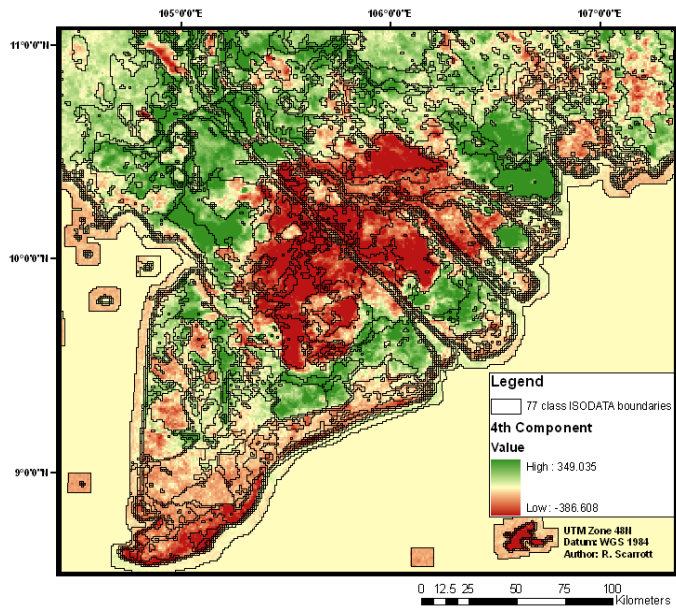 105°0'0"E 106°0'0"E 107°0'0"E
11°0'0"N
10°0'0"N
9°0'0"N
Legend
77 class ISODATA boundaries
4th Component
Value
High : 349.035
Low : -386.608
UTM Zone 48N
Datum: WGS 1984
Author: R. Scarrott
0 12.5 25 50 75 100
Kilometers